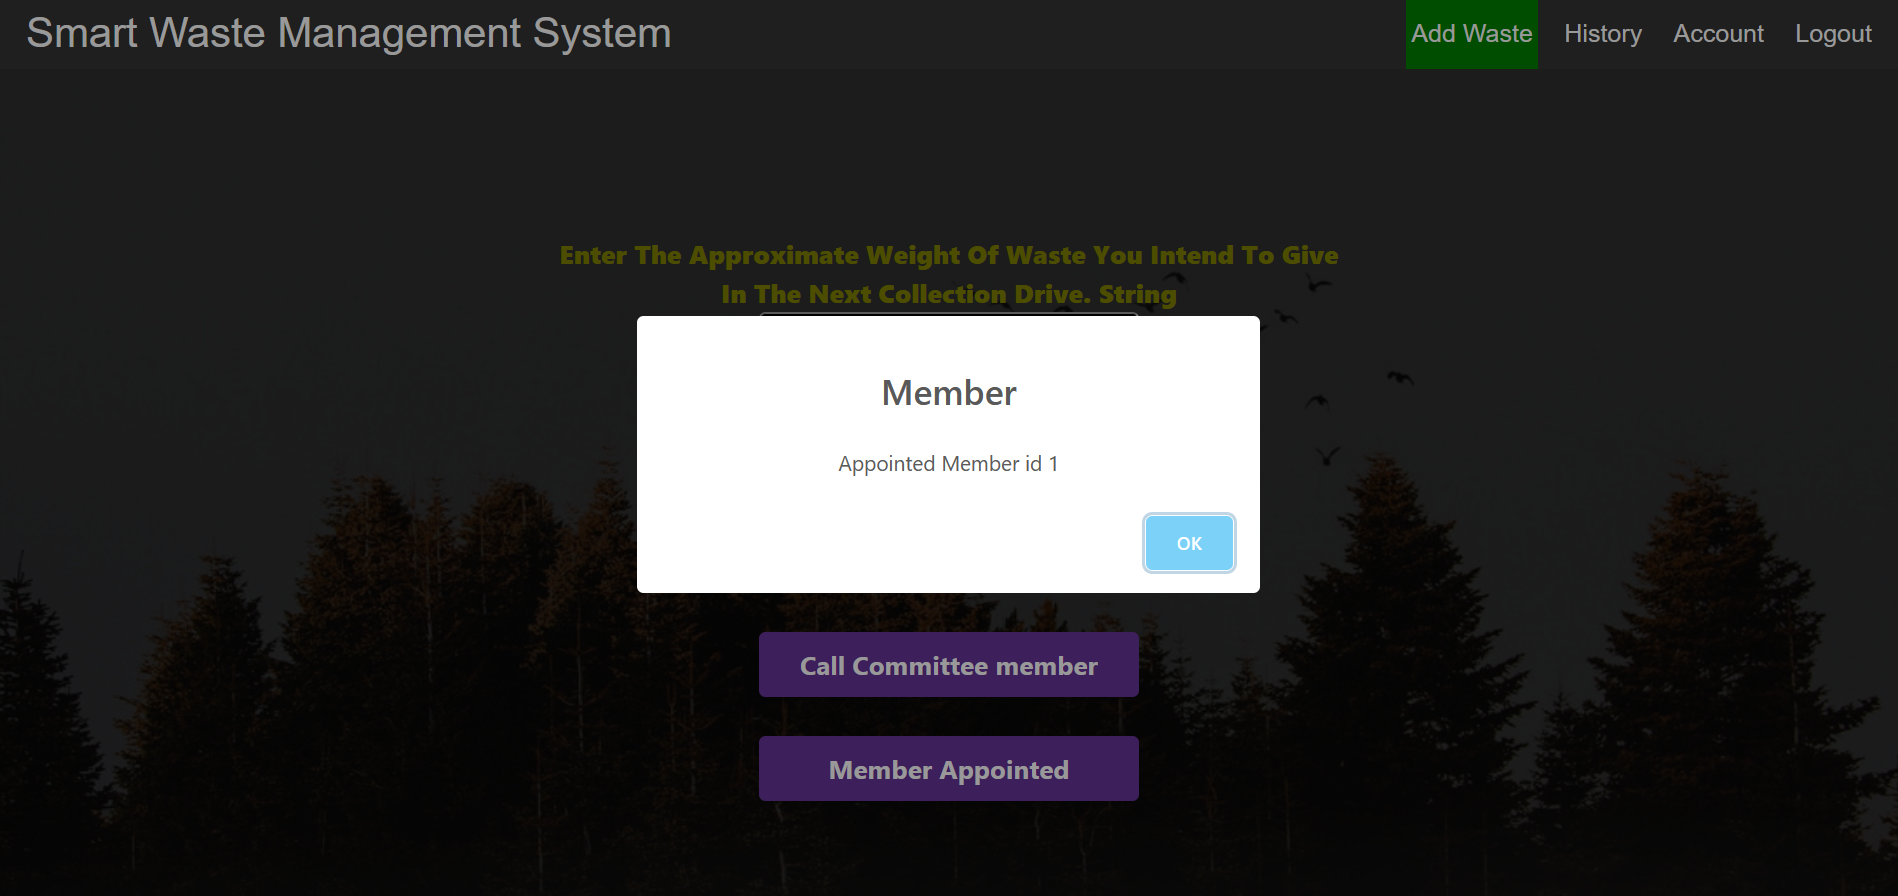 Smart Waste Management System
Add Waste
History
Account
Logout
Enter The Approximate Weight Of Waste You Intend To Give
In The Next Collection Drive. String
Member
Appointed Member id 1
OK
Call Committee member
Member Appointed